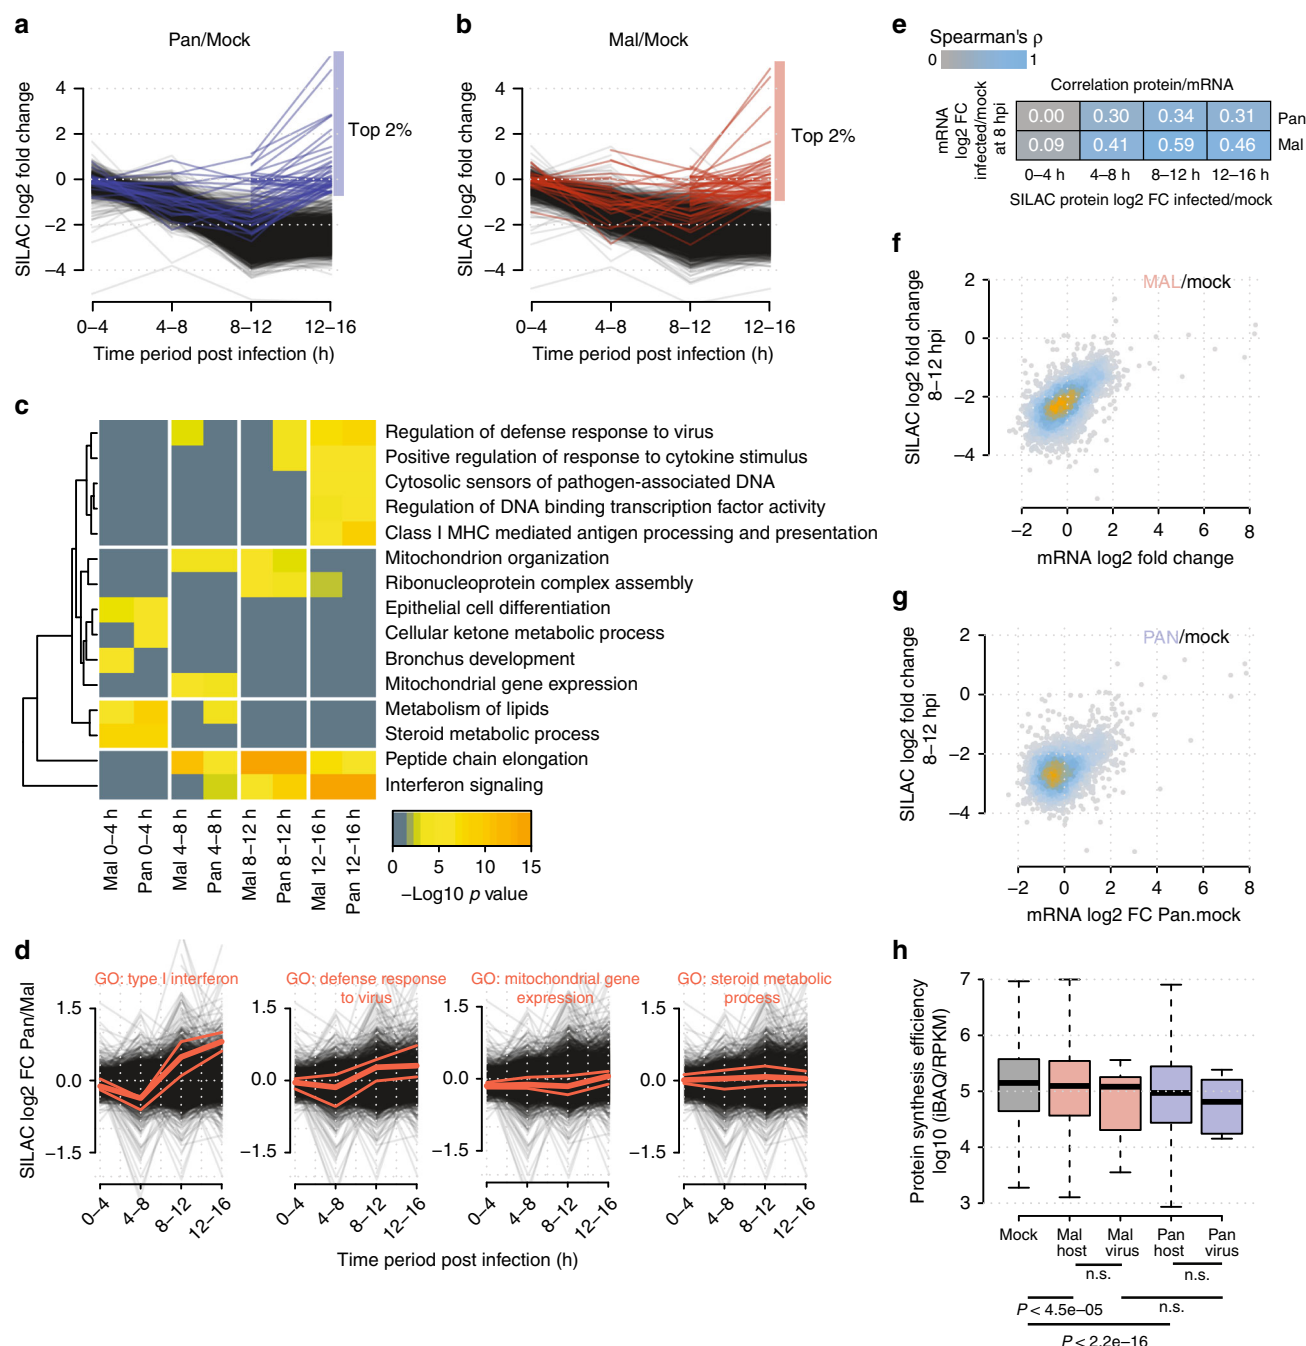 a
Pan/Mock
SILAC log2 fold change
4
2
0
−2
−4
Top 2%
0–4
4–8
8–12
12–16
Time period post infection (h)
b
Mal/Mock
SILAC log2 fold change
4
2
0
−2
−4
Top 2%
0–4
4–8
8–12
12–16
Time period post infection (h)
e
Spearman's ρ
0
1
Correlation protein/mRNA
mRNA
log2 FC
infected/mock
at 8 hpi
0.00 0.30 0.34 0.31 Pan
0.09 0.41 0.59 0.46 Mal
0–4 h 4–8 h 8–12 h 12–16 h
SILAC protein log2 FC infected/mock
c
Regulation of defense response to virus
Positive regulation of response to cytokine stimulus
Cytosolic sensors of pathogen-associated DNA
Regulation of DNA binding transcription factor activity
Class I MHC mediated antigen processing and presentation
Mitochondrion organization
Ribonucleoprotein complex assembly
Epithelial cell differentiation
Cellular ketone metabolic process
Bronchus development
Mitochondrial gene expression
Metabolism of lipids
Steroid metabolic process
Peptide chain elongation
Interferon signaling
Mal 0–4 h
Pan 0–4 h
Mal 4–8 h
Pan 4–8 h
Mal 8–12 h
Pan 8–12 h
Mal 12–16 h
Pan 12–16 h
0 5 10 15
−Log10 p value
f
MAL/mock
SILAC log2 fold change
8–12 hpi
2
0
−2
−4
−2 0 2 4 6 8
mRNA log2 fold change
g
PAN/mock
SILAC log2 fold change
8–12 hpi
2
0
−2
−4
−2 0 2 4 6 8
mRNA log2 FC Pan.mock
d
SILAC log2 FC Pan/Mal
GO: type I interferon
1.5
0.0
−1.5
0–4
4–8
8–12
12–16
GO: defense response
to virus
1.5
0.0
−1.5
0–4
4–8
8–12
12–16
GO: mitochondrial gene
expression
1.5
0.0
−1.5
0–4
4–8
8–12
12–16
GO: steroid metabolic
process
1.5
0.0
−1.5
0–4
4–8
8–12
12–16
Time period post infection (h)
h
Protein synthesis efficiency
log10 (iBAQ/RPKM)
7
6
5
4
3
Mock
Mal
host
Mal
virus
Pan
host
Pan
virus
n.s.
n.s.
P < 4.5e–05
n.s.
P < 2.2e–16